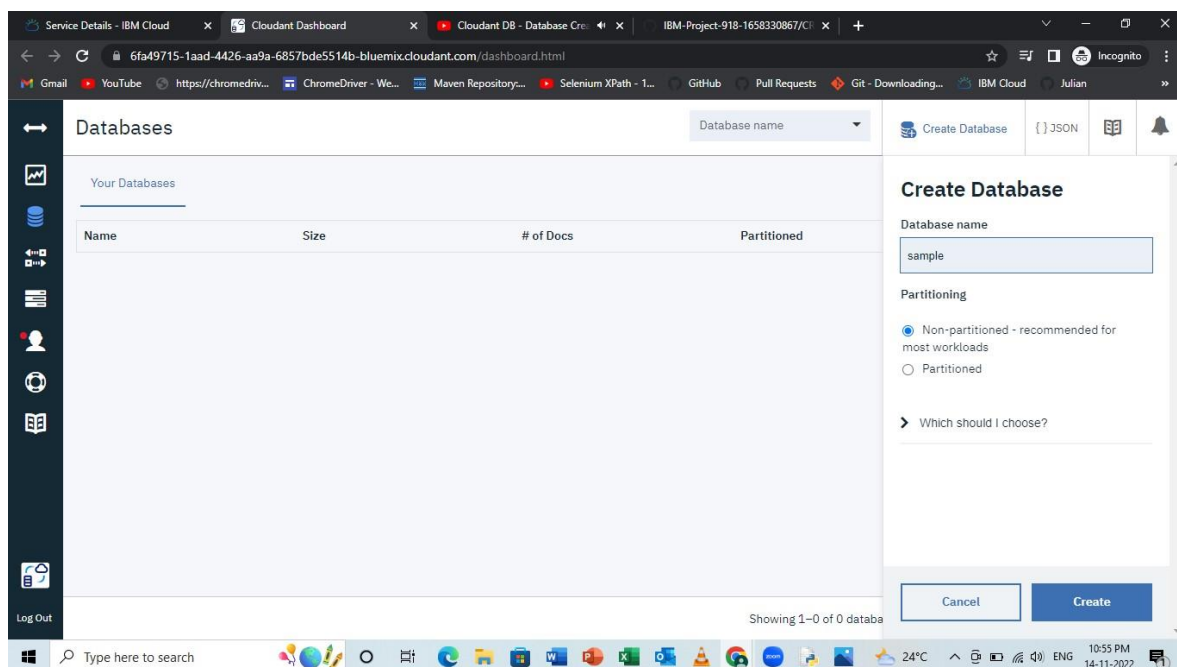 Service Details - IBM Cloud
Cloudant Dashboard
Cloudant DB - Database Cre
IBM-Project-918-1658330867/CR
6fa49715-1aad-4426-aa9a-6857bde5514b-bluemix.cloudant.com/dashboard.html
Incognito
Gmail YouTube https://chromedriv... ChromeDriver - We... Maven Repository:... Selenium XPath - 1... GitHub Pull Requests Git - Downloading... IBM Cloud Julian »
Databases
Database name
Create Database
{ } JSON
Your Databases
Name Size # of Docs Partitioned
Create Database
Database name
sample
Partitioning
Non-partitioned - recommended for
most workloads
Partitioned
Which should I choose?
Cancel Create
Showing 1–0 of 0 databa
Log Out
Type here to search
24°C
ENG
10:55 PM
14-11-2022